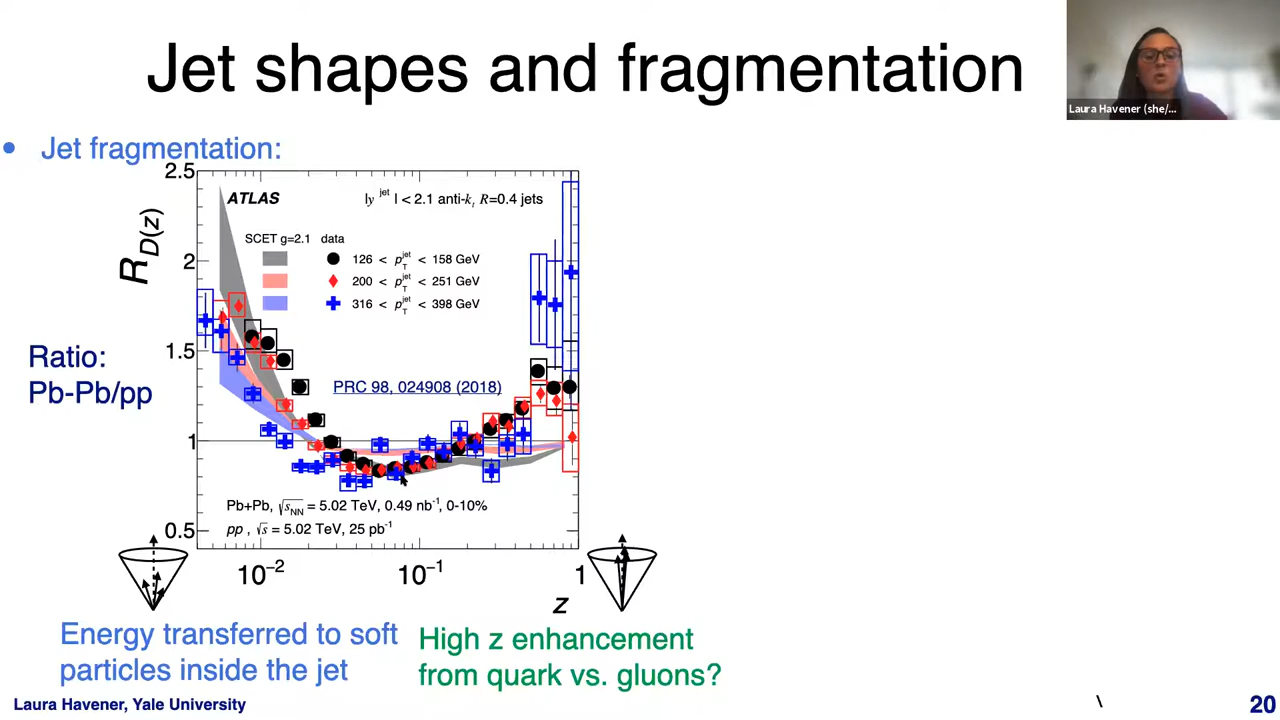 Jet shapes and fragmentation
Laura Havener (she/...
• Jet fragmentation:
2.5
2
1.5
1
0.5
R_D(z)
ATLAS
|y^jet| < 2.1 anti-k_t R=0.4 jets
SCET g=2.1 data
126 < p_T^jet < 158 GeV
200 < p_T^jet < 251 GeV
316 < p_T^jet < 398 GeV
Ratio:
Pb-Pb/pp
PRC 98, 024908 (2018)
Pb+Pb, √s_NN = 5.02 TeV, 0.49 nb⁻¹, 0-10%
pp, √s = 5.02 TeV, 25 pb⁻¹
10⁻² 10⁻¹ 1
z
Energy transferred to soft
particles inside the jet
High z enhancement
from quark vs. gluons?
Laura Havener, Yale University
\
20